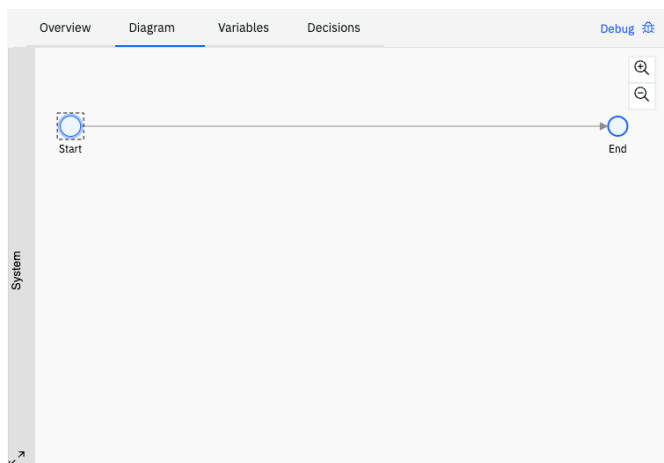 Overview Diagram Variables Decisions Debug
Start End
System